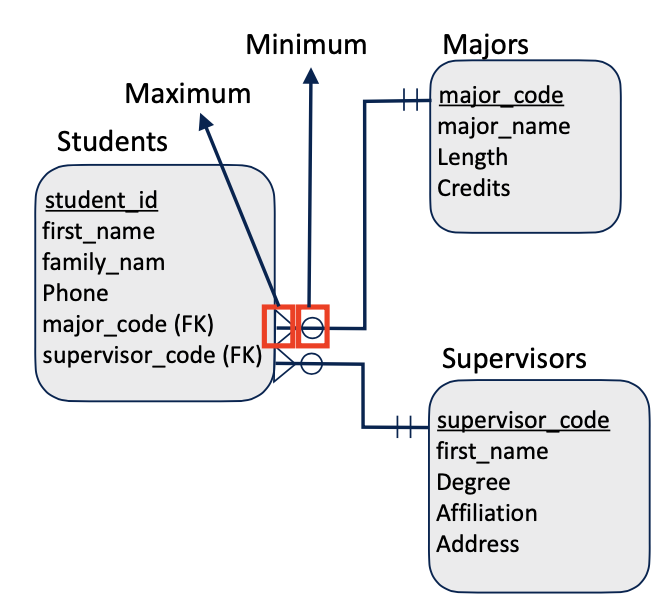 Minimum
Maximum
Students
student_id
first_name
family_nam
Phone
major_code (FK)
supervisor_code (FK)
Majors
major_code
major_name
Length
Credits
Supervisors
supervisor_code
first_name
Degree
Affiliation
Address